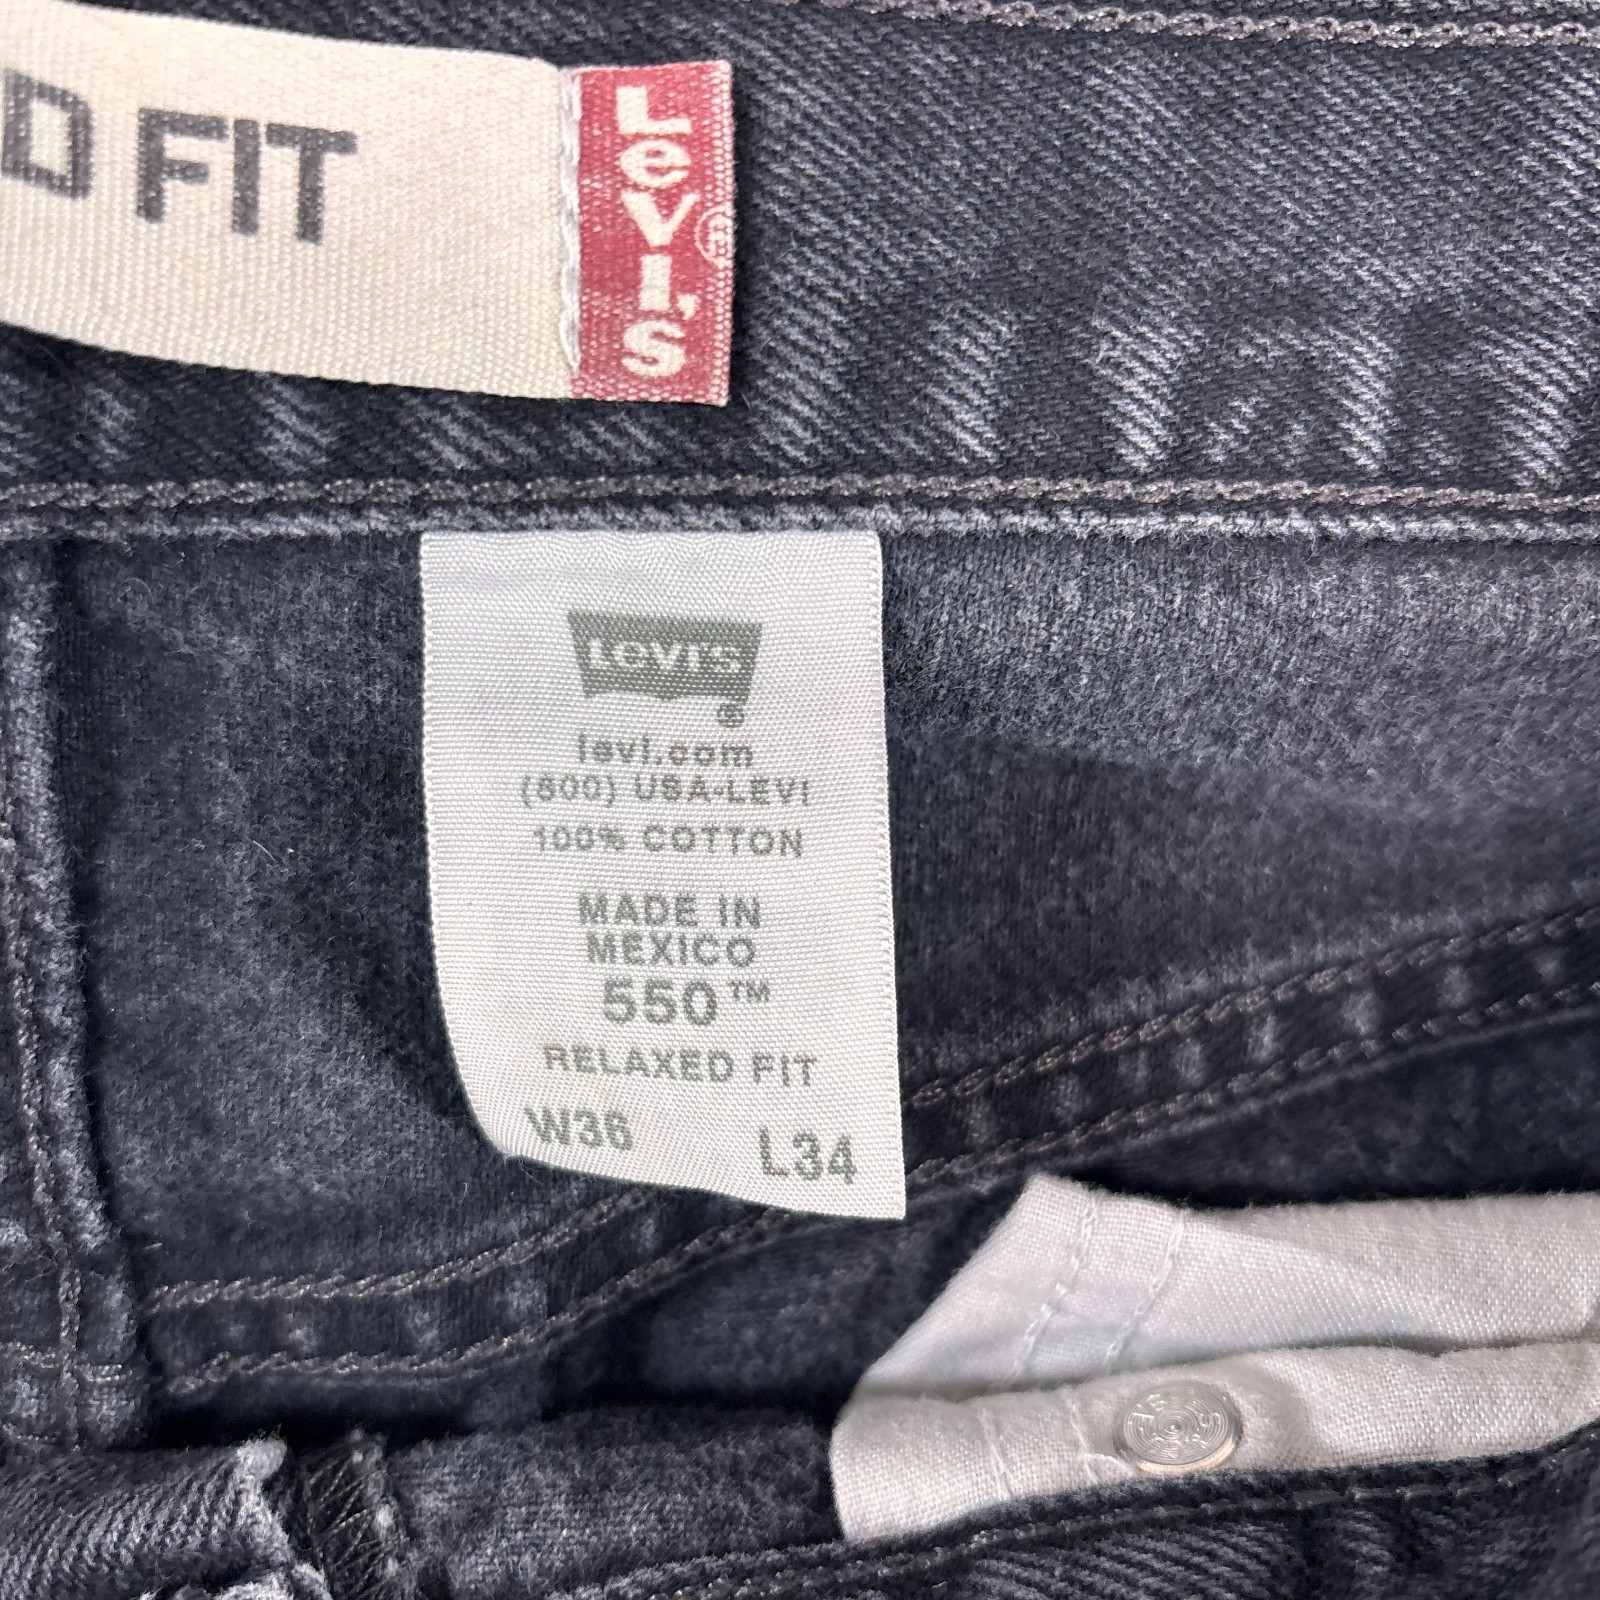 D FIT
Levi's
®
Levi's
®
levi.com
(800) USA-LEVI
100% COTTON
MADE IN
MEXICO
550™
RELAXED FIT
W36 L34